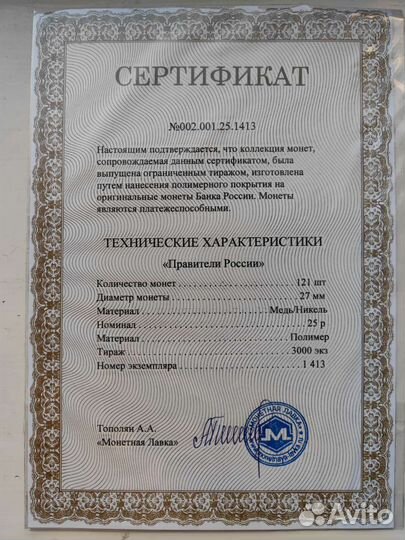 СЕРТИФИКАТ
№002.001.25.1413
Настоящим подтверждается, что коллекция монет,
сопровождаемая данным сертификатом, была
выпущена ограниченным тиражом, изготовлена
путем нанесения полимерного покрытия на
оригинальные монеты Банка России. Монеты
являются платежеспособными.
ТЕХНИЧЕСКИЕ ХАРАКТЕРИСТИКИ
«Правители России»
Количество монет 121 шт
Диаметр монеты 27 мм
Материал Медь/Никель
Номинал 25 р
Материал Полимер
Тираж 3000 экз
Номер экземпляра 1 413
Тополян А.А.
«Монетная Лавка»
МОНЕТНАЯ ЛАВКА
Avito